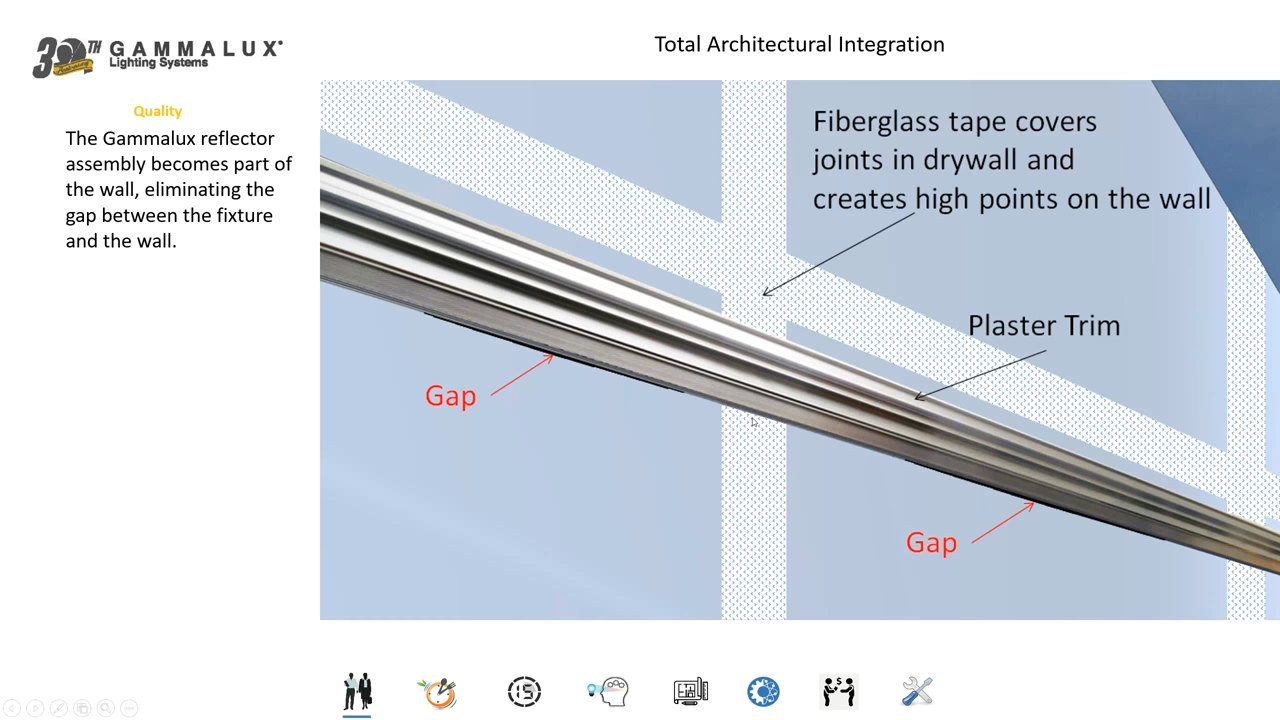 30TH
GAMMALUX
Lighting Systems
Total Architectural Integration
Quality
The Gammalux reflector
assembly becomes part of
the wall, eliminating the
gap between the fixture
and the wall.
Fiberglass tape covers
joints in drywall and
creates high points on the wall
Plaster Trim
Gap
Gap
15
$